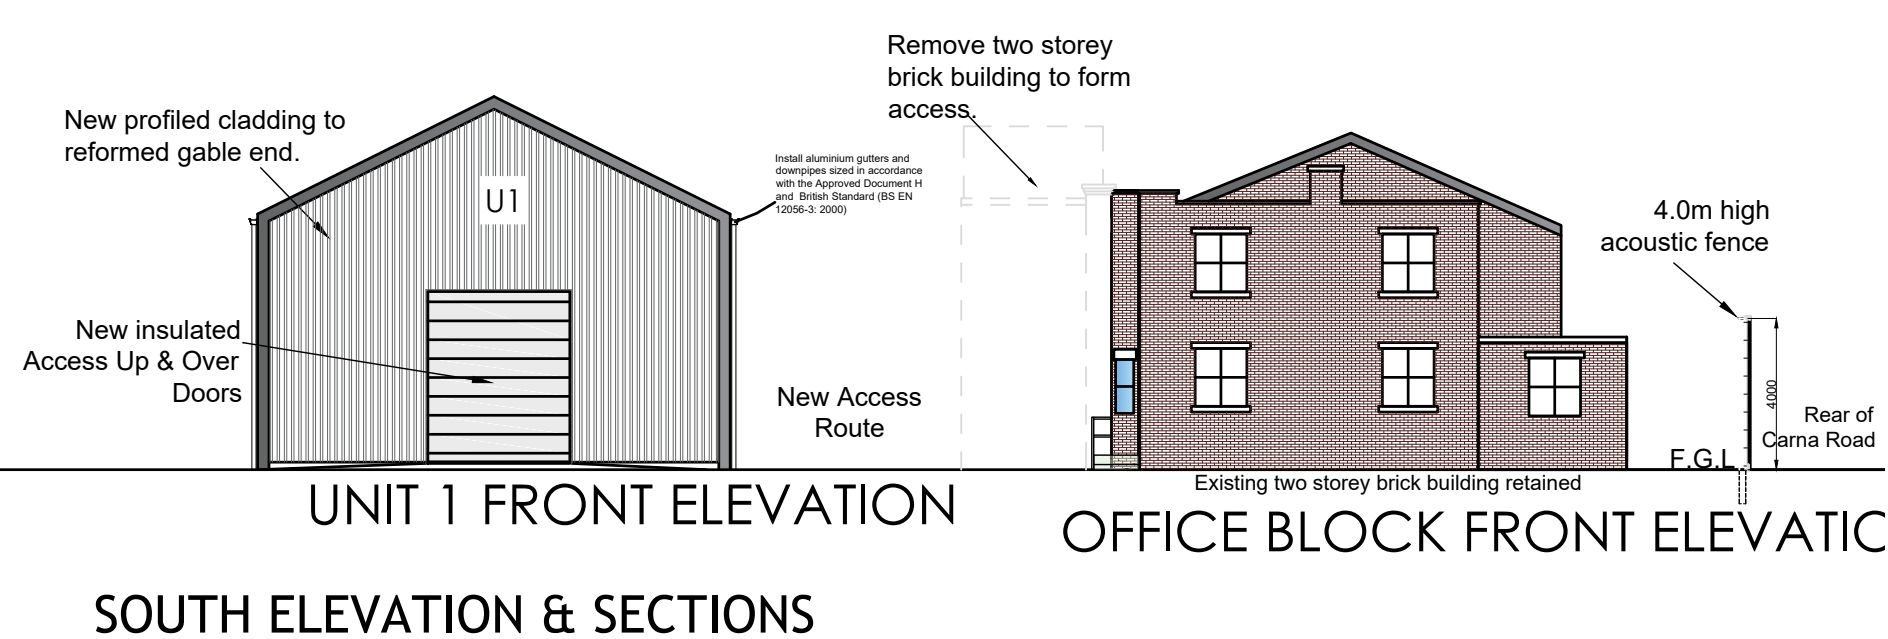 Remove two storey
brick building to form
access.
New profiled cladding to
reformed gable end.
Install aluminium gutters and
downpipes sized in accordance
with the Approved Document H
and British Standard (BS EN
12056-3: 2000)
U1
4.0m high
acoustic fence
New insulated
Access Up & Over
Doors
New Access
Route
4000
Rear of
Carna Road
F.G.L
Existing two storey brick building retained
UNIT 1 FRONT ELEVATION
OFFICE BLOCK FRONT ELEVATIO
SOUTH ELEVATION & SECTIONS